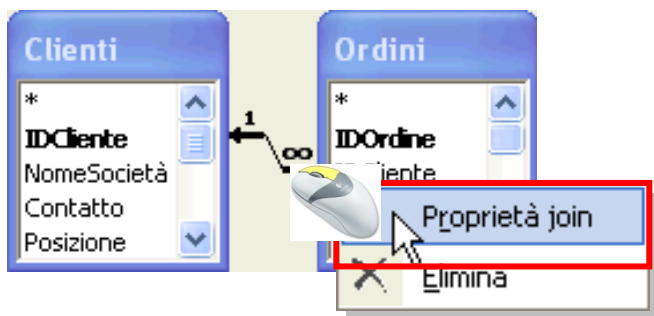 Clienti
*
IDCliente
NomeSocietà
Contatto
Posizione
1
∞
Ordini
*
IDOrdine
Proprietà join
Elimina